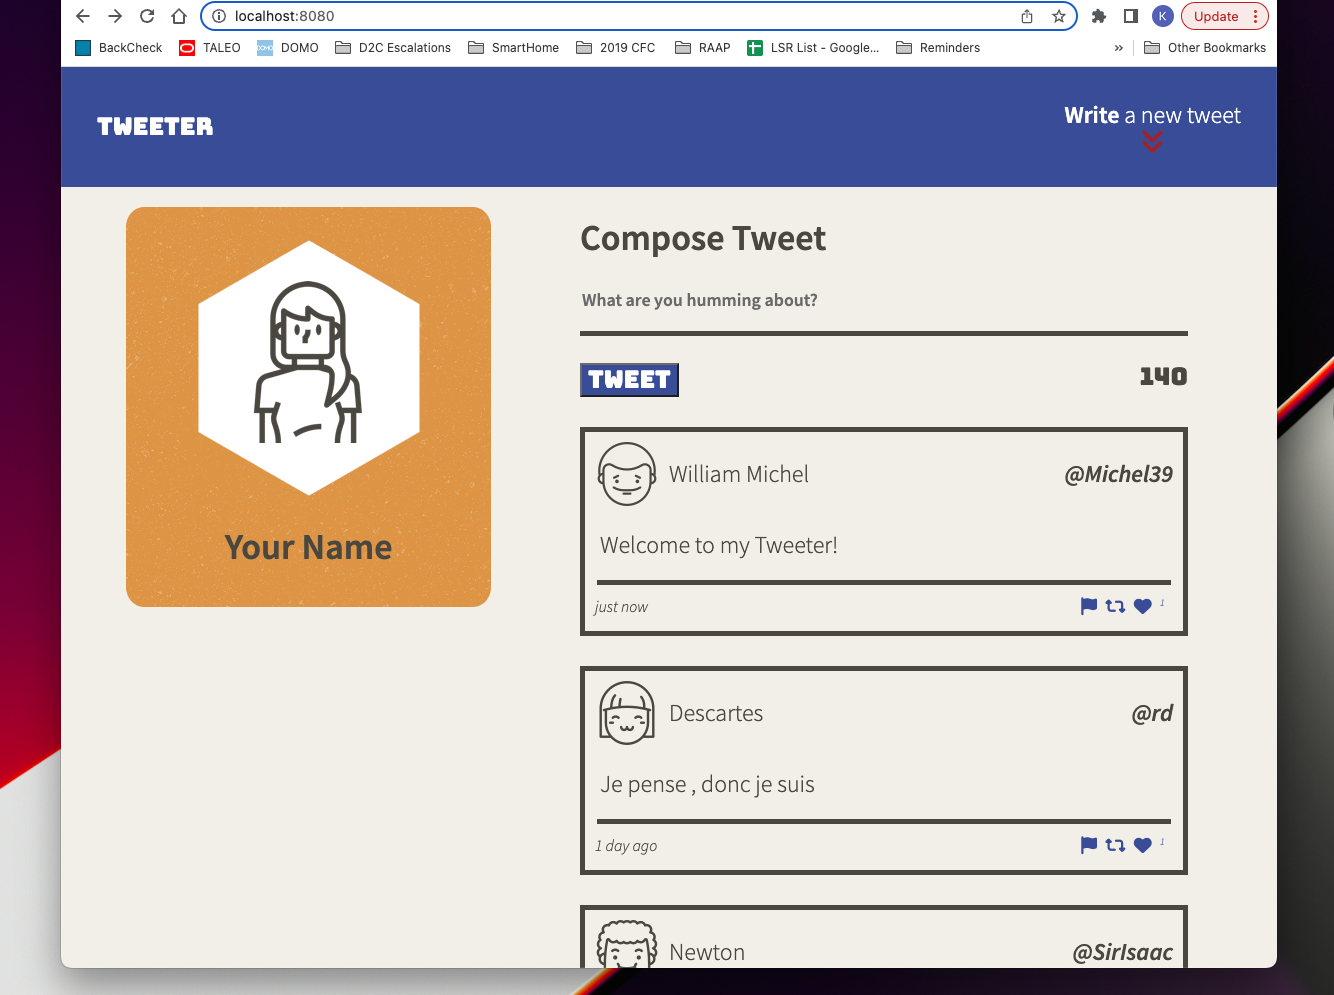 localhost:8080
K
Update
BackCheck
TALEO
DOMO
DOMO
D2C Escalations
SmartHome
2019 CFC
RAAP
LSR List - Google...
Reminders
»
Other Bookmarks
TWEETER
Write a new tweet
Your Name
Compose Tweet
What are you humming about?
TWEET
140
William Michel
@Michel39
Welcome to my Tweeter!
just now
1
Descartes
@rd
Je pense , donc je suis
1 day ago
1
Newton
@SirIsaac